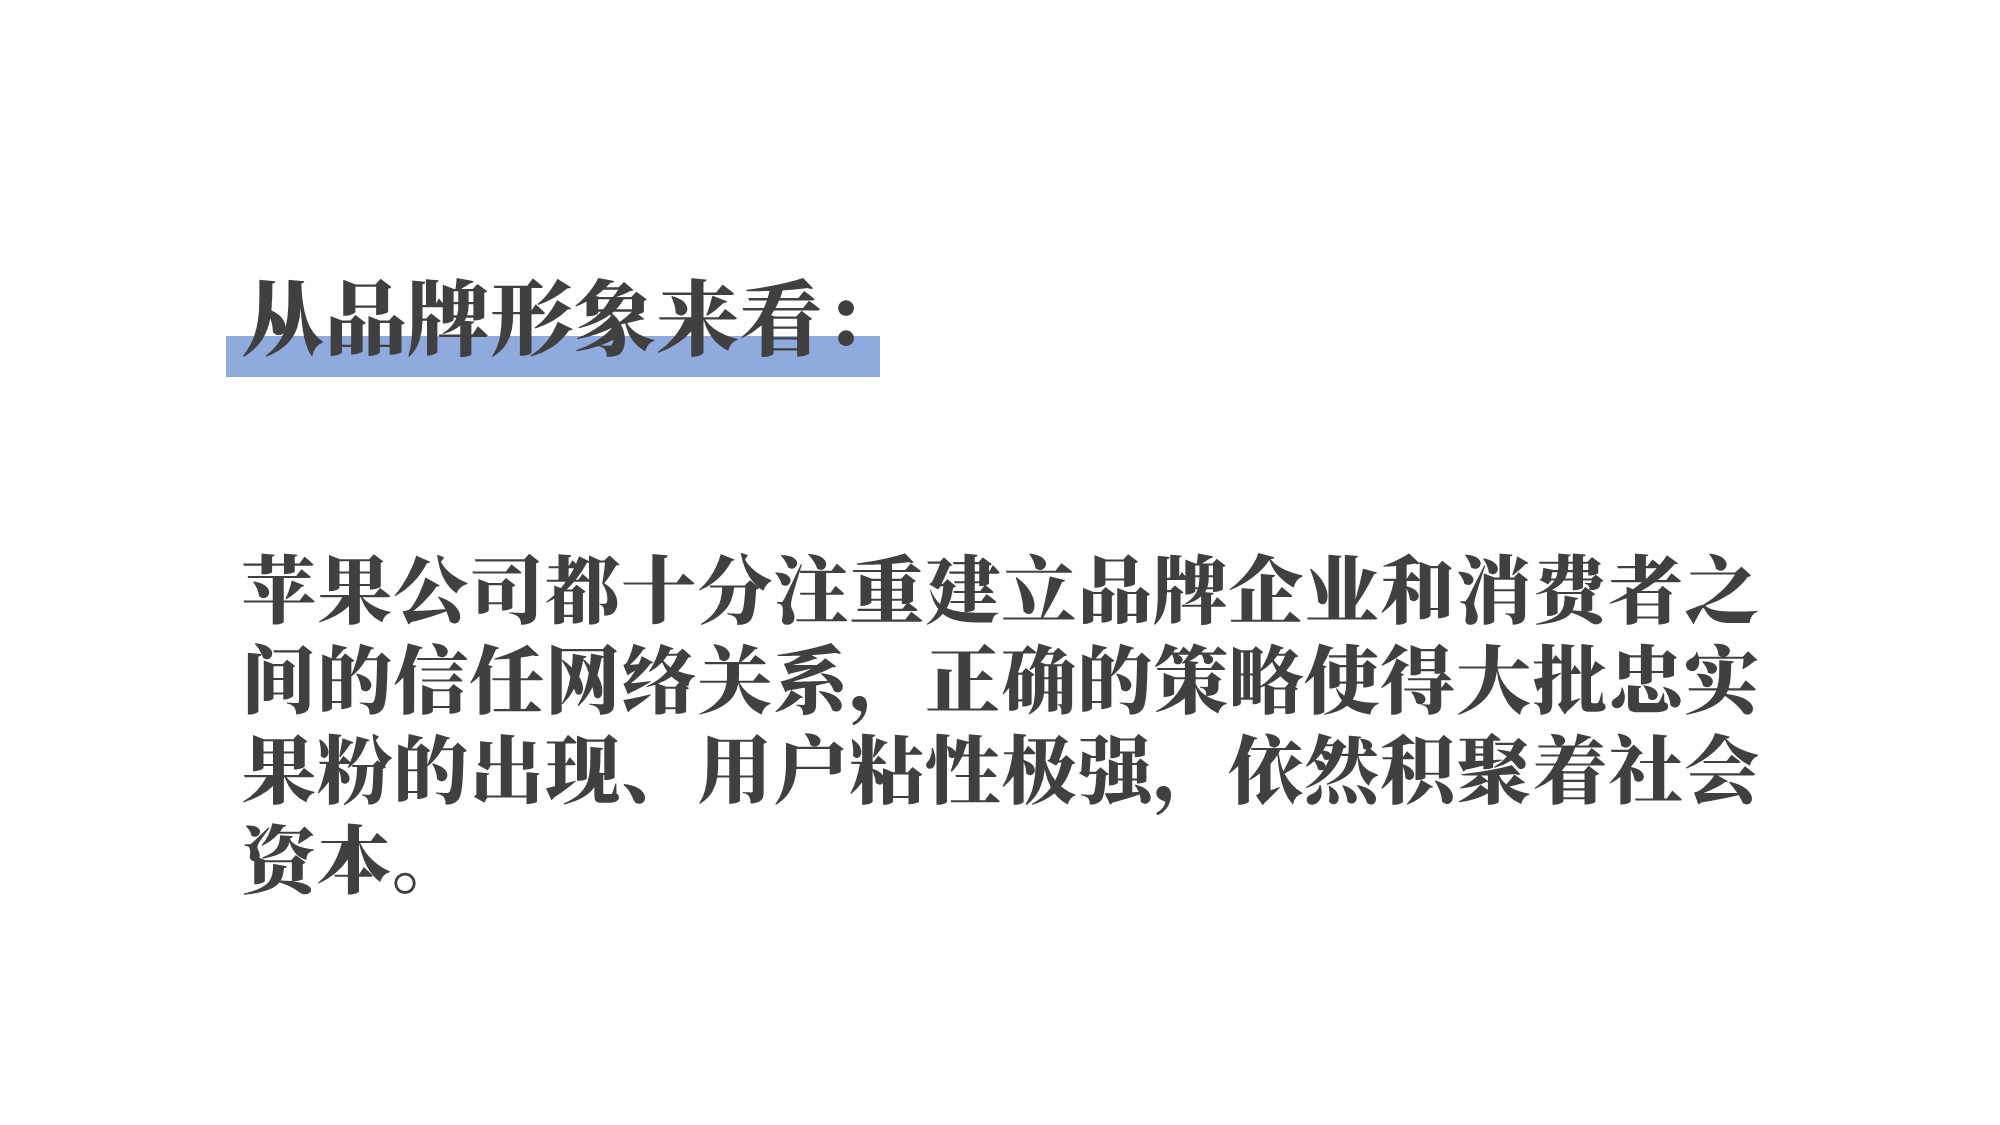 从品牌形象来看：
苹果公司都十分注重建立品牌企业和消费者之
间的信任网络关系，正确的策略使得大批忠实
果粉的出现、用户粘性极强，依然积聚着社会
资本。